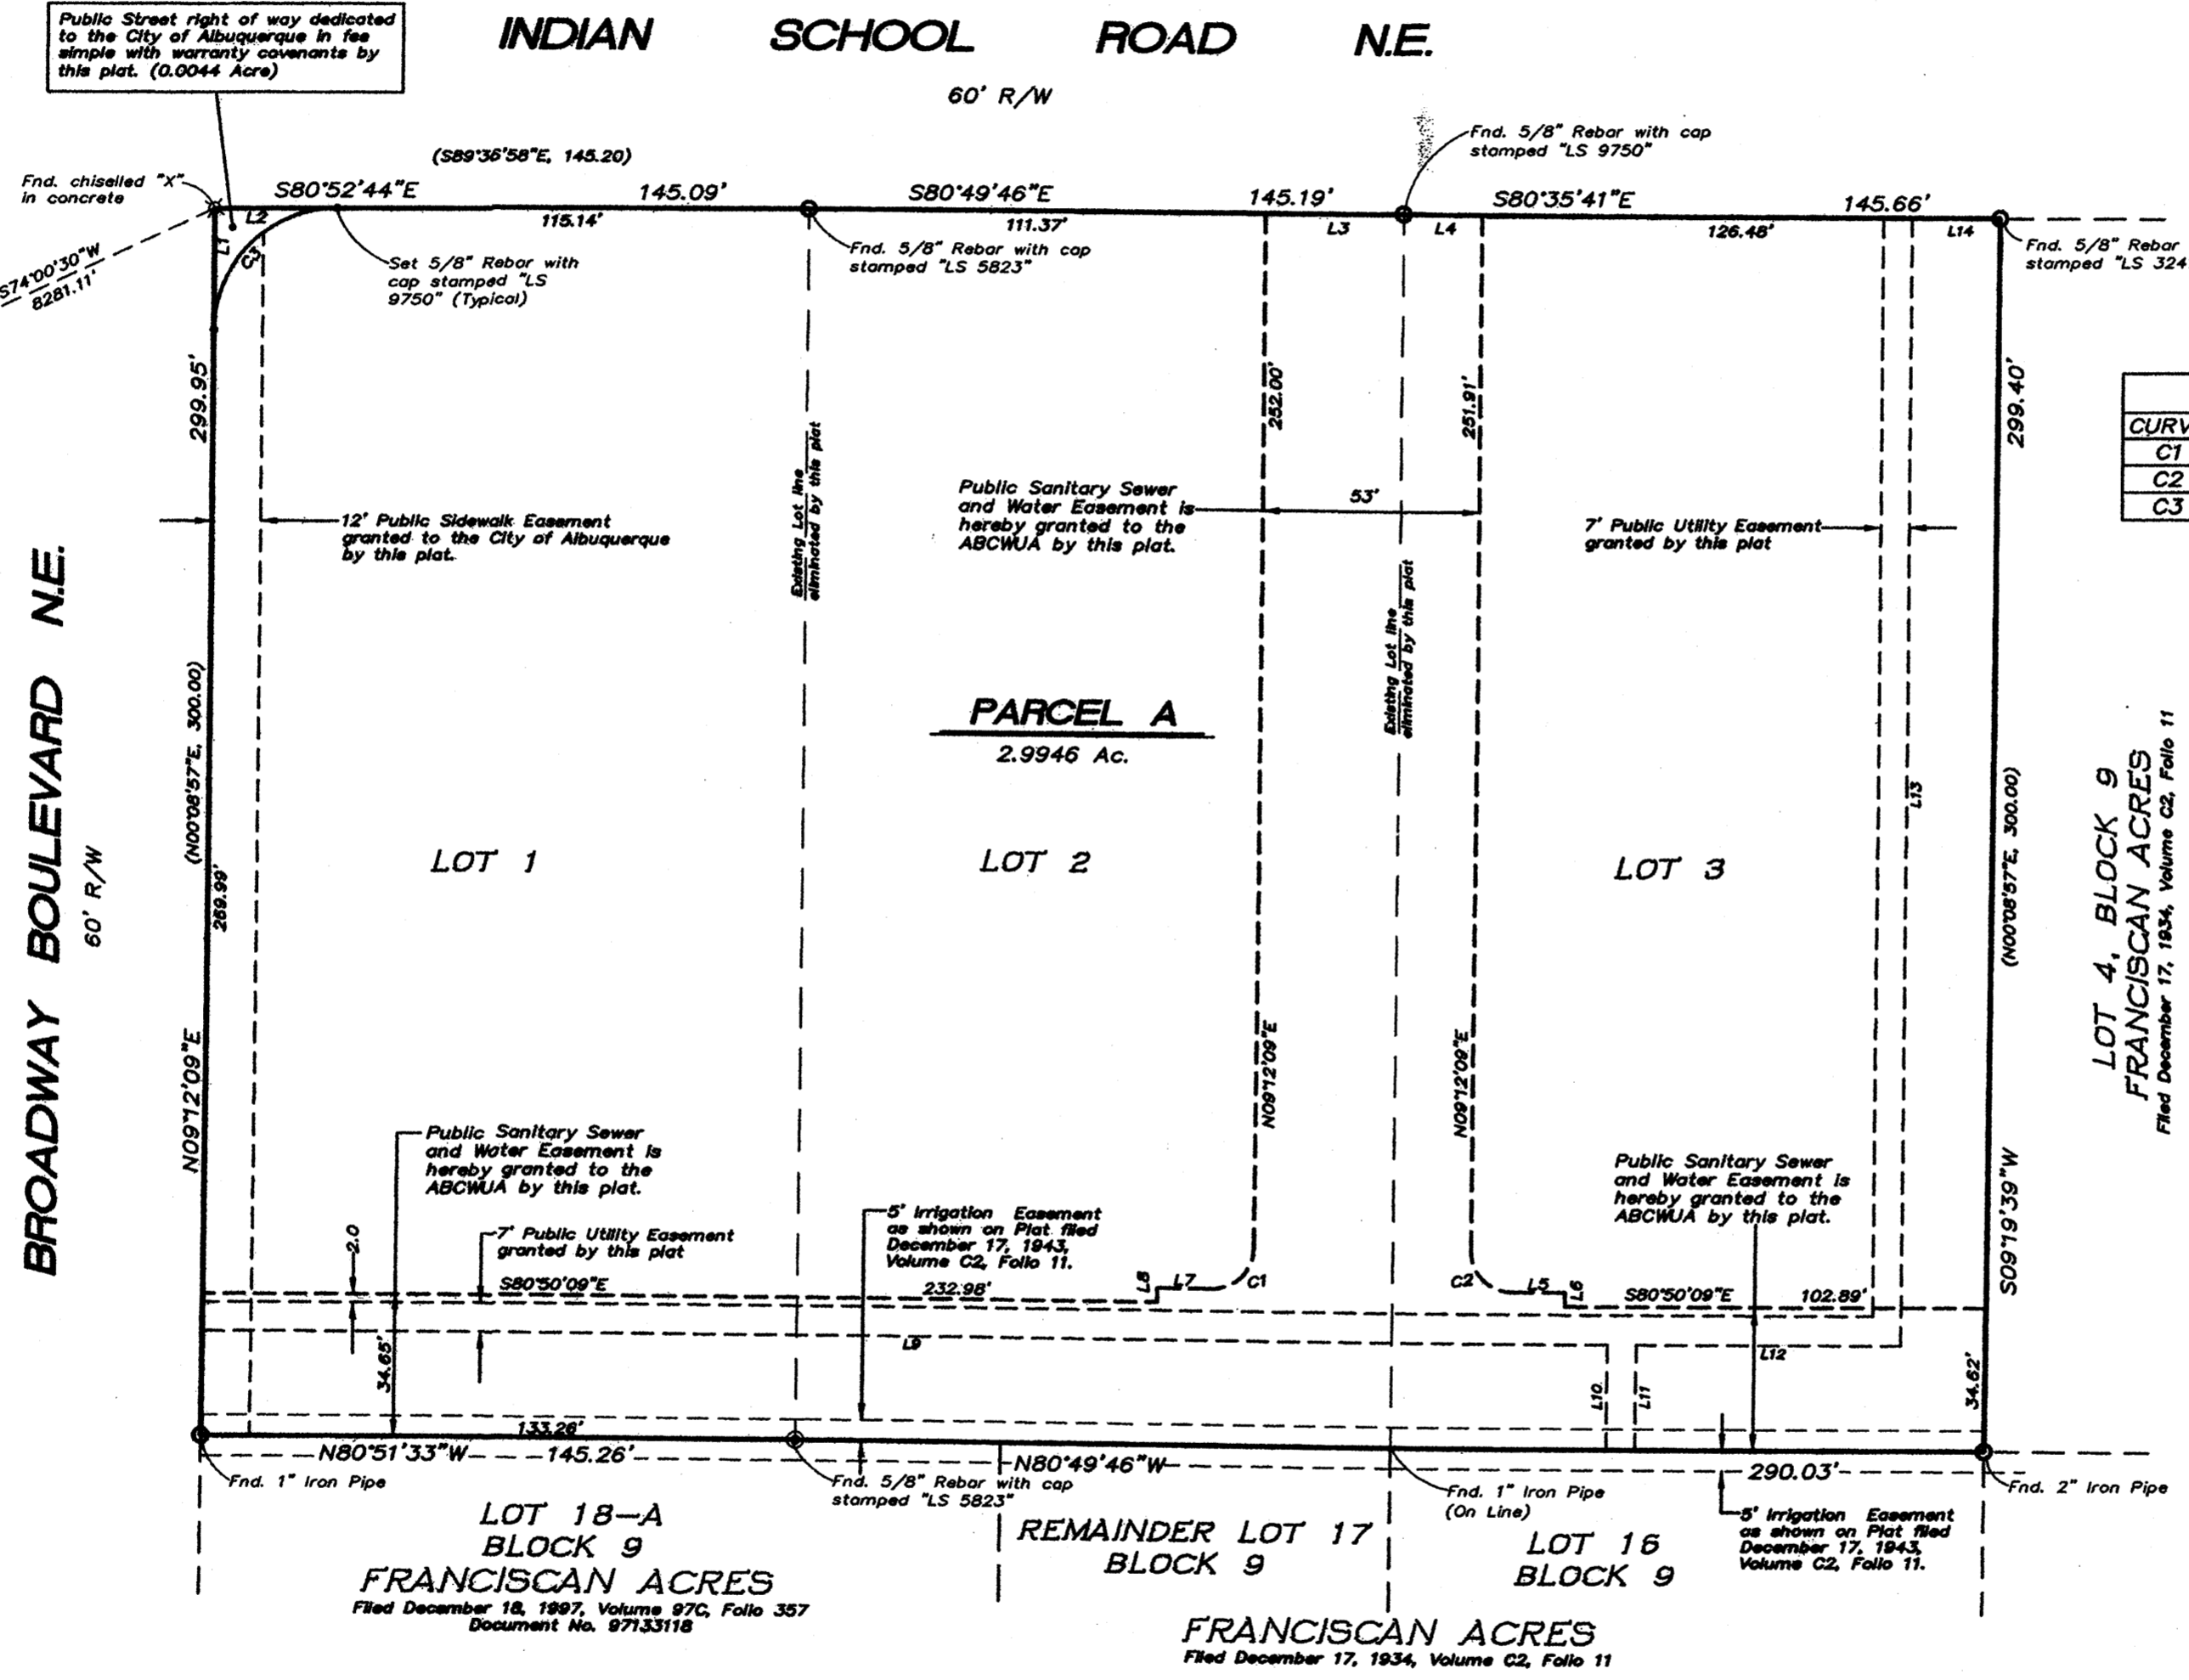 Public Street right of way dedicated
to the City of Albuquerque in fee
simple with warranty covenants by
this plat. (0.0044 Acre)
INDIAN SCHOOL ROAD N.E.
60' R/W
Fnd. 5/8" Rebar with cap
stamped "LS 9750"
(S89°36'58"E, 145.20)
Fnd. chiselled "X"
in concrete
S80°52'44"E 145.09' S80°49'46"E 145.19' S80°35'41"E 145.66'
L2 115.14' 111.37' L3 L4 126.48' L14
L1
C3
S74°00'30"W
8281.11'
Set 5/8" Rebar with
cap stamped "LS
9750" (Typical)
Fnd. 5/8" Rebar with cap
stamped "LS 5823"
Fnd. 5/8" Rebar
stamped "LS 324
299.95'
252.00'
251.91'
299.40'
CURV
C1
C2
C3
Existing Lot line
eliminated by this plat
Public Sanitary Sewer
and Water Easement is
hereby granted to the
ABCWUA by this plat.
53'
12' Public Sidewalk Easement
granted to the City of Albuquerque
by this plat.
7' Public Utility Easement
granted by this plat
Existing Lot line
eliminated by this plat
BROADWAY BOULEVARD N.E.
60' R/W
(N00°08'57"E, 300.00)
269.99'
N09°12'09"E
PARCEL A
2.9946 Ac.
LOT 1
LOT 2
LOT 3
L13
(N00°08'57"E, 300.00)
LOT 4, BLOCK 9
FRANCISCAN ACRES
Filed December 17, 1934, Volume C2, Folio 11
N09°12'09"E
N09°12'09"E
S09°19'39"W
Public Sanitary Sewer
and Water Easement is
hereby granted to the
ABCWUA by this plat.
Public Sanitary Sewer
and Water Easement is
hereby granted to the
ABCWUA by this plat.
2.0
7' Public Utility Easement
granted by this plat
5' Irrigation Easement
as shown on Plat filed
December 17, 1943,
Volume C2, Folio 11.
S80°50'09"E 232.98' L8 L7 C1 C2 L5 L6 S80°50'09"E 102.89'
L9
L12
34.65'
L10
L11
34.62'
133.26'
N80°51'33"W 145.26' N80°49'46"W 290.03'
Fnd. 1" Iron Pipe
Fnd. 5/8" Rebar with cap
stamped "LS 5823"
Fnd. 1" Iron Pipe
(On Line)
Fnd. 2" Iron Pipe
5' Irrigation Easement
as shown on Plat filed
December 17, 1943,
Volume C2, Folio 11.
LOT 18-A
BLOCK 9
FRANCISCAN ACRES
Filed December 18, 1997, Volume 97C, Folio 357
Document No. 97133118
REMAINDER LOT 17
BLOCK 9
LOT 16
BLOCK 9
FRANCISCAN ACRES
Filed December 17, 1934, Volume C2, Folio 11